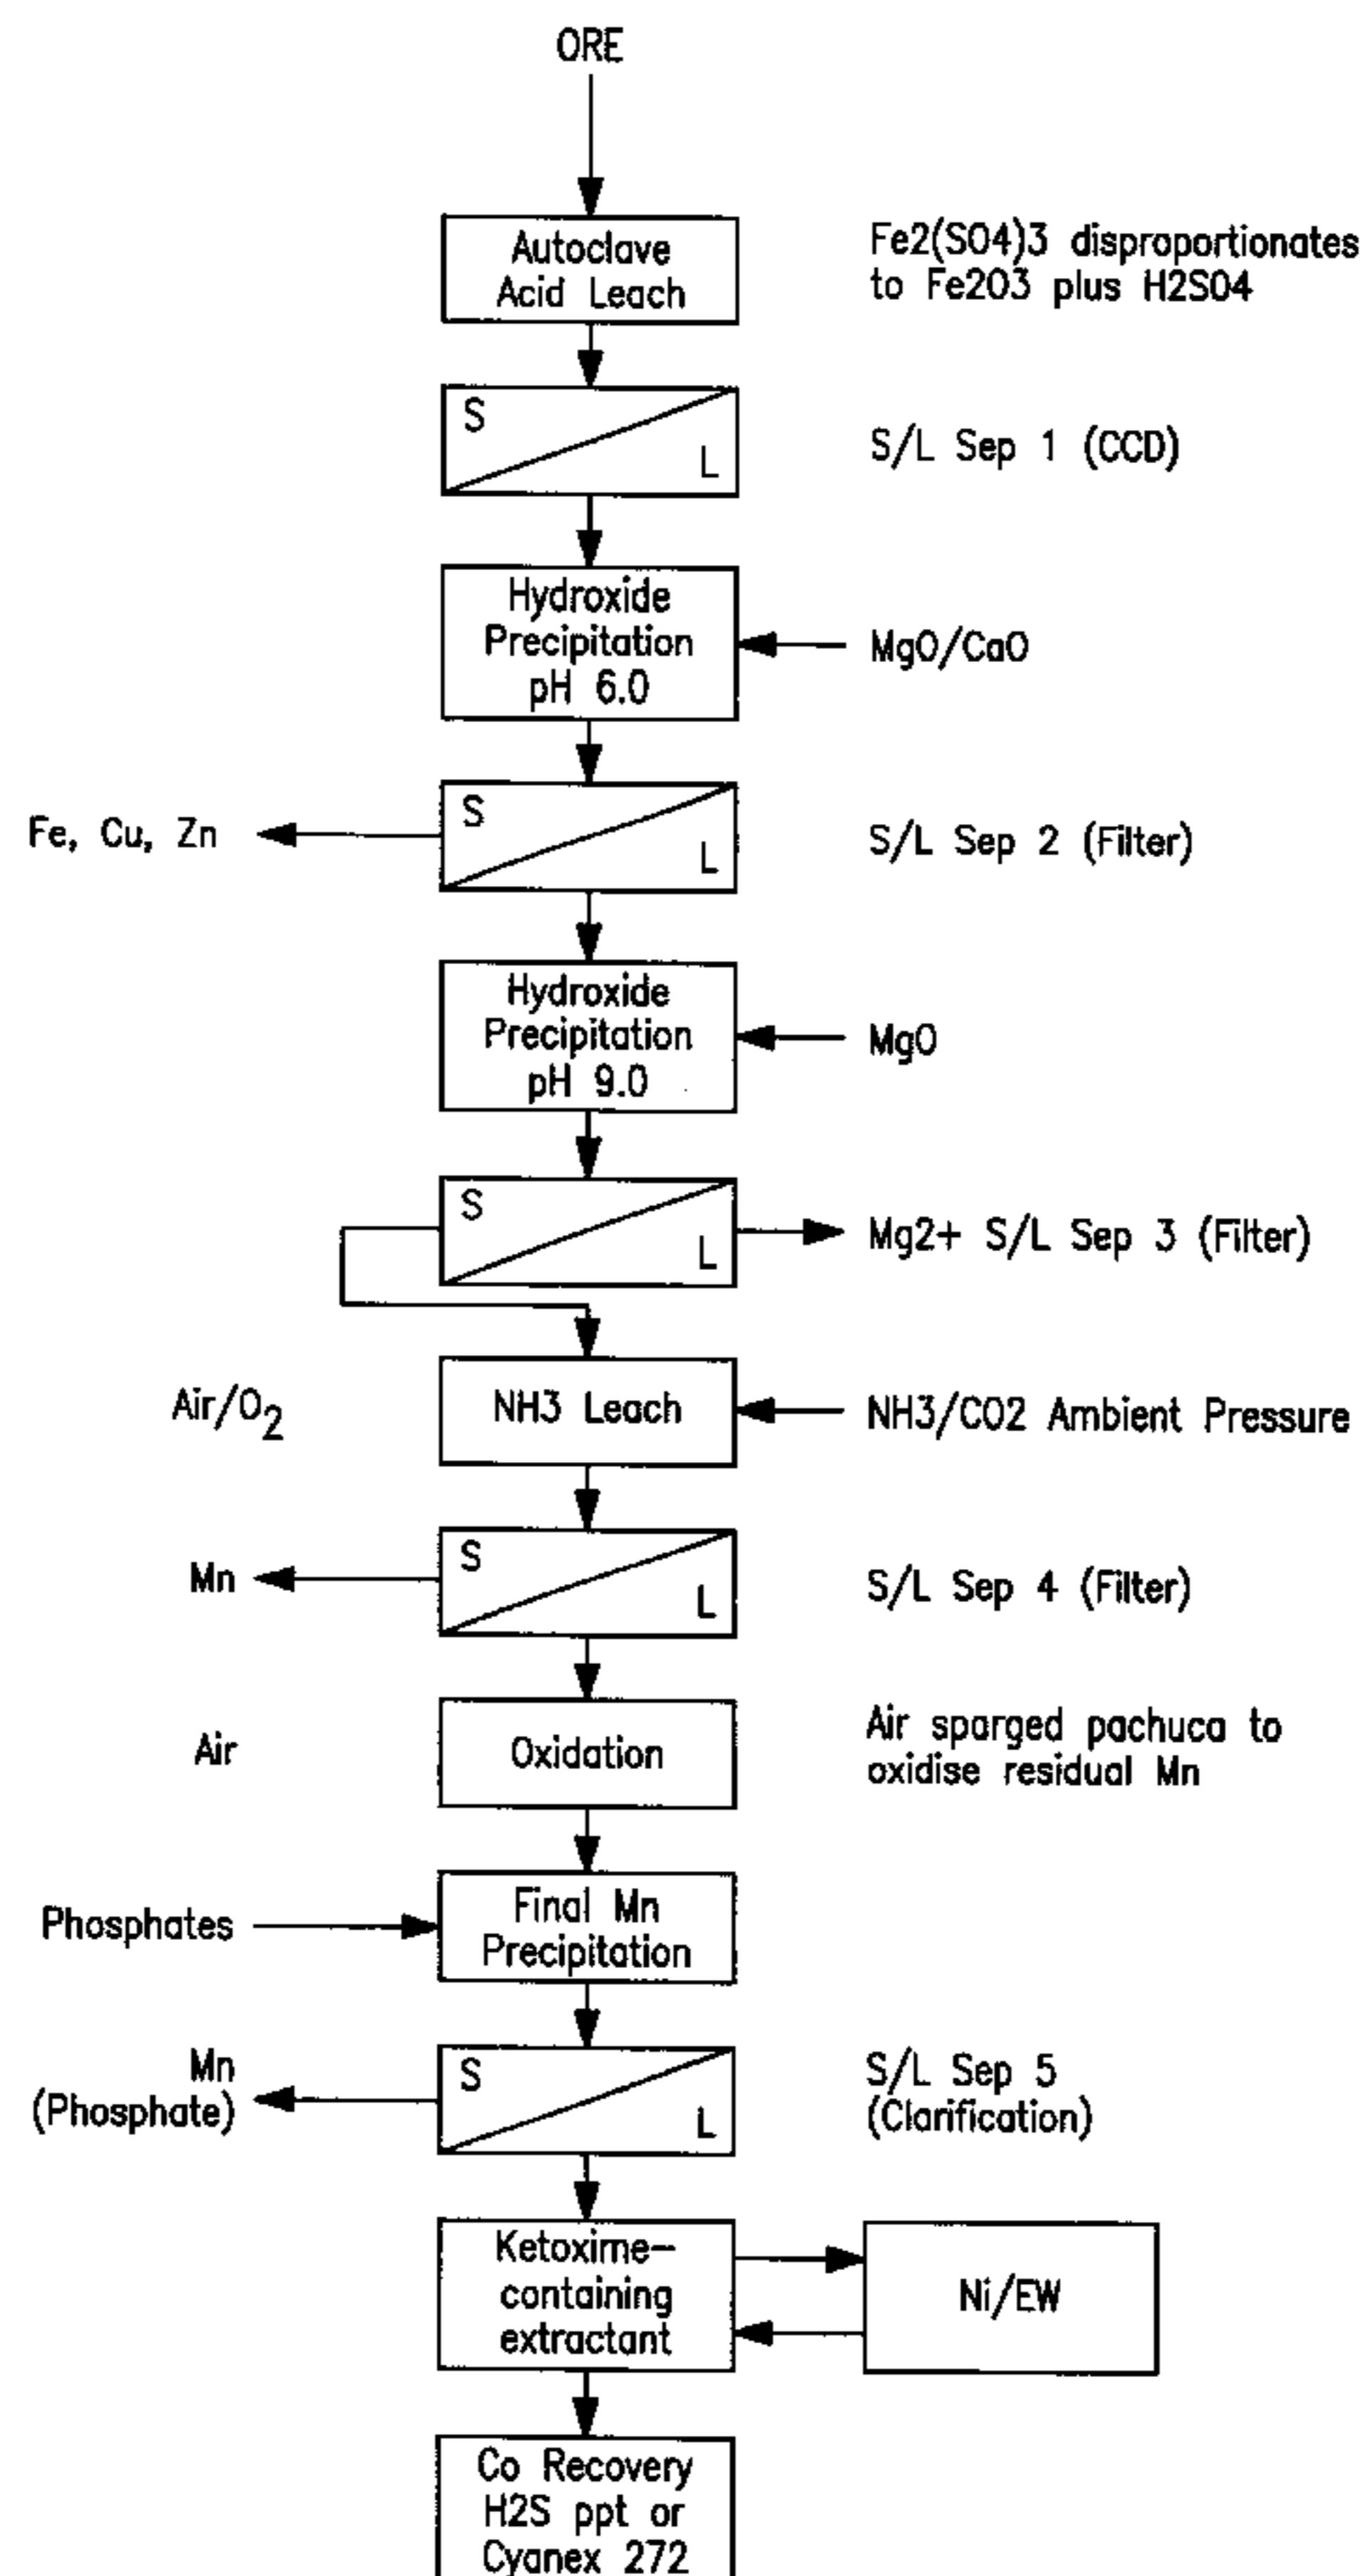 ORE
Autoclave
Acid Leach
Fe2(SO4)3 disproportionates
to Fe2O3 plus H2SO4
S
L
S/L Sep 1 (CCD)
Hydroxide
Precipitation
pH 6.0
MgO/CaO
Fe, Cu, Zn
S
L
S/L Sep 2 (Filter)
Hydroxide
Precipitation
pH 9.0
MgO
S
L
Mg2+ S/L Sep 3 (Filter)
Air/O2
NH3 Leach
NH3/CO2 Ambient Pressure
Mn
S
L
S/L Sep 4 (Filter)
Air
Oxidation
Air sparged pachuca to
oxidise residual Mn
Phosphates
Final Mn
Precipitation
Mn
(Phosphate)
S
L
S/L Sep 5
(Clarification)
Ketoxime-
containing
extractant
Ni/EW
Co Recovery
H2S ppt or
Cyanex 272